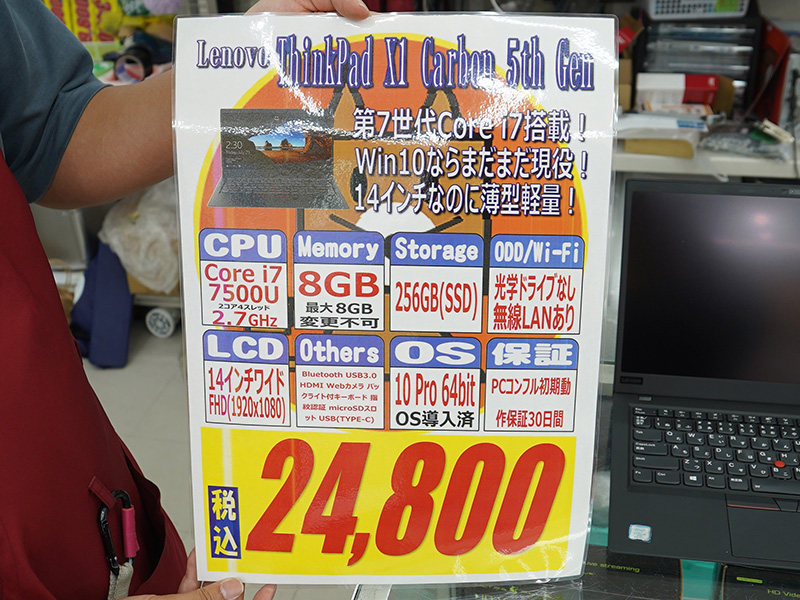 Lenovo ThinkPad X1 Carbon 5th Gen
第7世代Core i7搭載！
Win10ならまだまだ現役！
14インチなのに薄型軽量！
2:30
CPU
Core i7
7500U
2コア4スレッド
2.7GHz
Memory
8GB
最大8GB
変更不可
Storage
256GB(SSD)
ODD/Wi-Fi
光学ドライブなし
無線LANあり
LCD
14インチワイド
FHD(1920x1080)
Others
Bluetooth USB3.0
HDMI Webカメラ バッ
クライト付キーボード 指
紋認証 microSDスロ
ット USB(TYPE-C)
OS
10 Pro 64bit
OS導入済
保証
PCコンフル初期動
作保証30日間
税込
24,800
streaming
HD Video